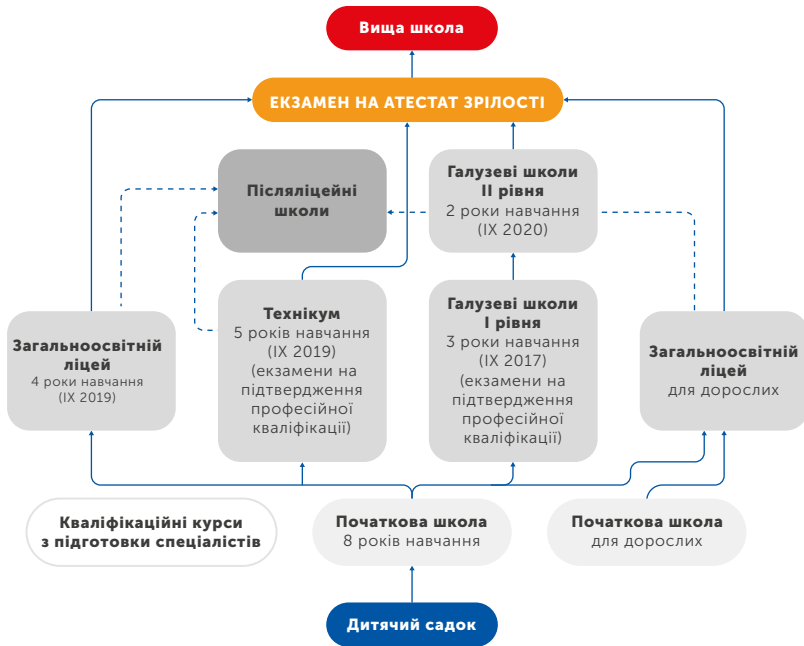 Вища школа
ЕКЗАМЕН НА АТЕСТАТ ЗРІЛОСТІ
Післяліцейні
школи
Галузеві школи
II рівня
2 роки навчання
(IX 2020)
Загальноосвітній
ліцей
4 роки навчання
(IX 2019)
Технікум
5 років навчання
(IX 2019)
(екзамени на
підтвердження
професійної
кваліфікації)
Галузеві школи
I рівня
3 роки навчання
(IX 2017)
(екзамени на
підтвердження
професійної
кваліфікації)
Загальноосвітній
ліцей
для дорослих
Кваліфікаційні курси
з підготовки спеціалістів
Початкова школа
8 років навчання
Початкова школа
для дорослих
Дитячий садок